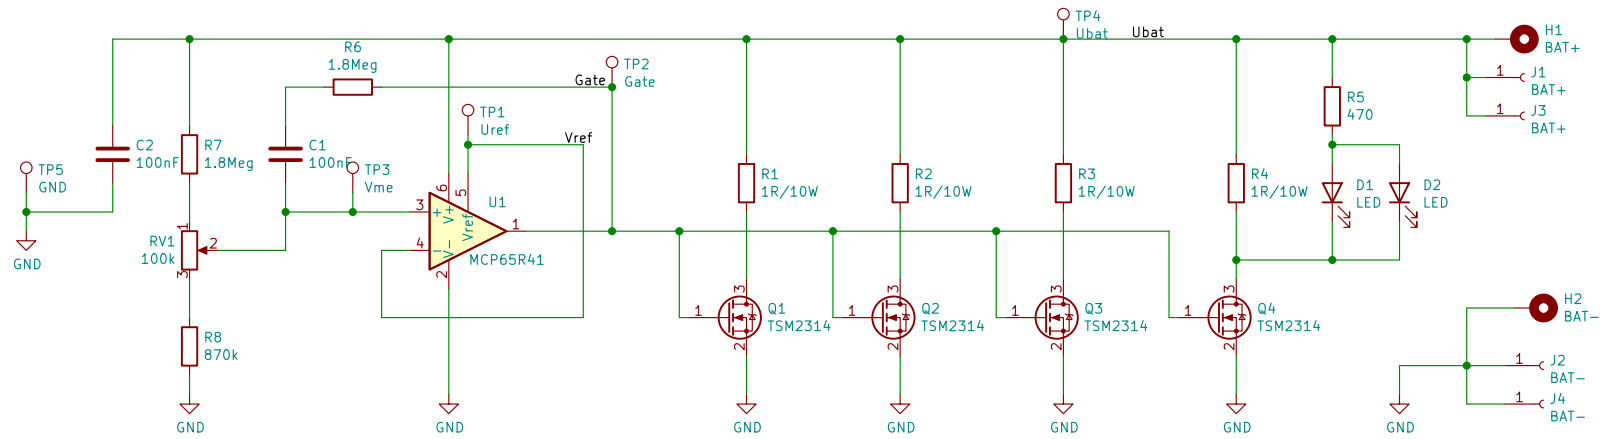 TP4
Ubat
Ubat
H1
BAT+
R6
1.8Meg
TP2
Gate
Gate
1
J1
BAT+
1
J3
BAT+
R5
470
TP1
Uref
Vref
C2
100nF
R7
1.8Meg
C1
100nF
TP3
Vme
TP5
GND
GND
R1
1R/10W
R2
1R/10W
R3
1R/10W
R4
1R/10W
D1
LED
D2
LED
6
5
3
+
V+
Vref
U1
1
4
−
V−
2
MCP65R41
RV1
100k
1
2
3
3
1
2
Q1
TSM2314
3
1
2
Q2
TSM2314
3
1
2
Q3
TSM2314
3
1
2
Q4
TSM2314
H2
BAT−
R8
870k
1
J2
BAT−
1
J4
BAT−
GND
GND
GND
GND
GND
GND
GND